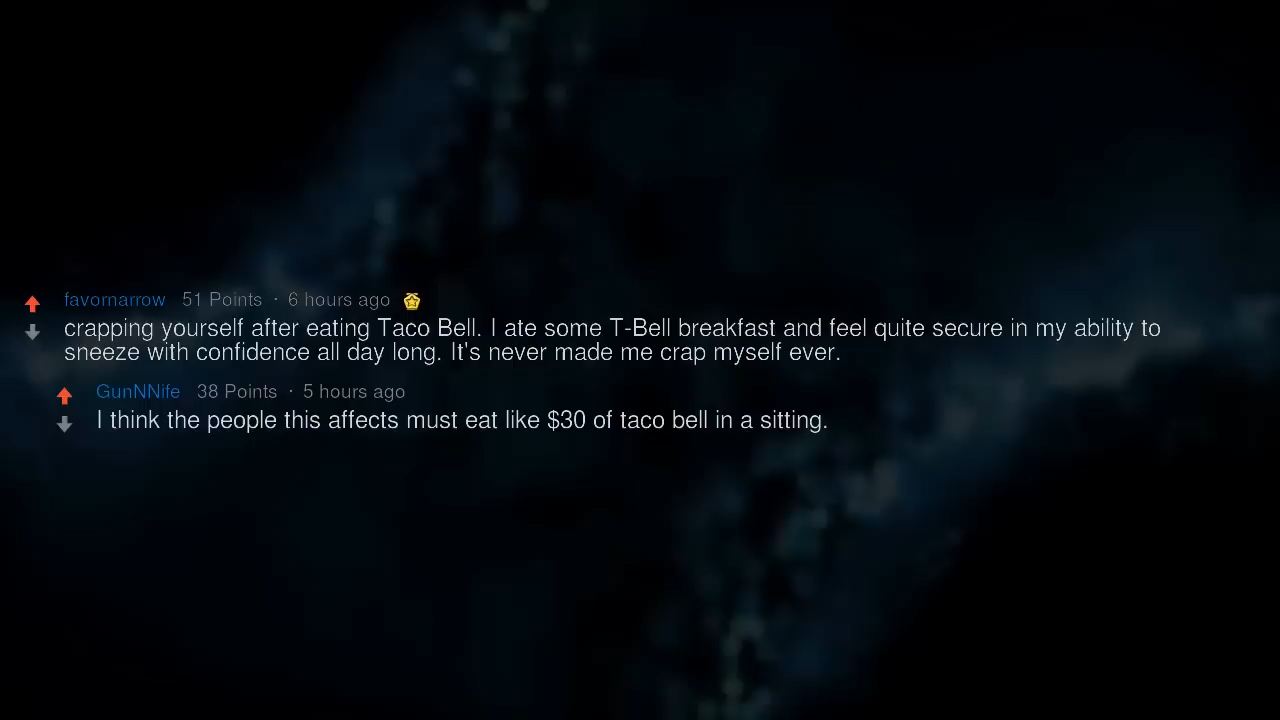 favornarrow 51 Points · 6 hours ago
crapping yourself after eating Taco Bell. I ate some T-Bell breakfast and feel quite secure in my ability to
sneeze with confidence all day long. It's never made me crap myself ever.
GunNNife 38 Points · 5 hours ago
I think the people this affects must eat like $30 of taco bell in a sitting.